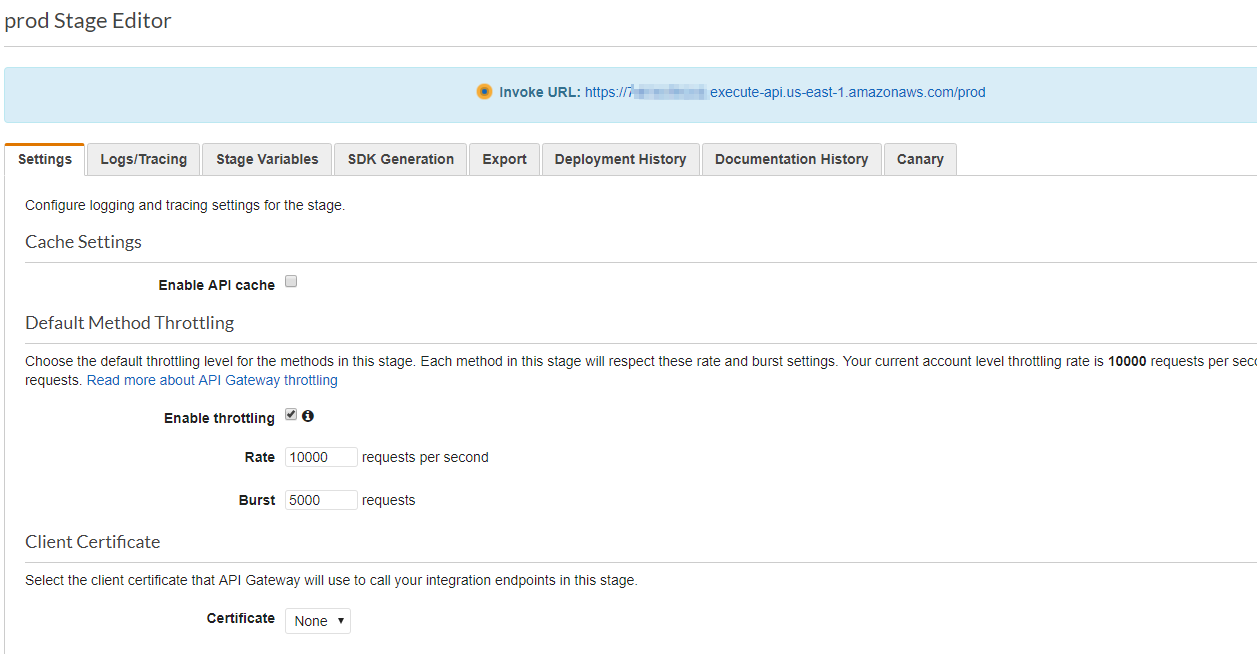 prod Stage Editor
Invoke URL: https://7 execute-api.us-east-1.amazonaws.com/prod
Settings Logs/Tracing Stage Variables SDK Generation Export Deployment History Documentation History Canary
Configure logging and tracing settings for the stage.
Cache Settings
Enable API cache
Default Method Throttling
Choose the default throttling level for the methods in this stage. Each method in this stage will respect these rate and burst settings. Your current account level throttling rate is 10000 requests per seco
requests. Read more about API Gateway throttling
Enable throttling
Rate 10000 requests per second
Burst 5000 requests
Client Certificate
Select the client certificate that API Gateway will use to call your integration endpoints in this stage.
Certificate None